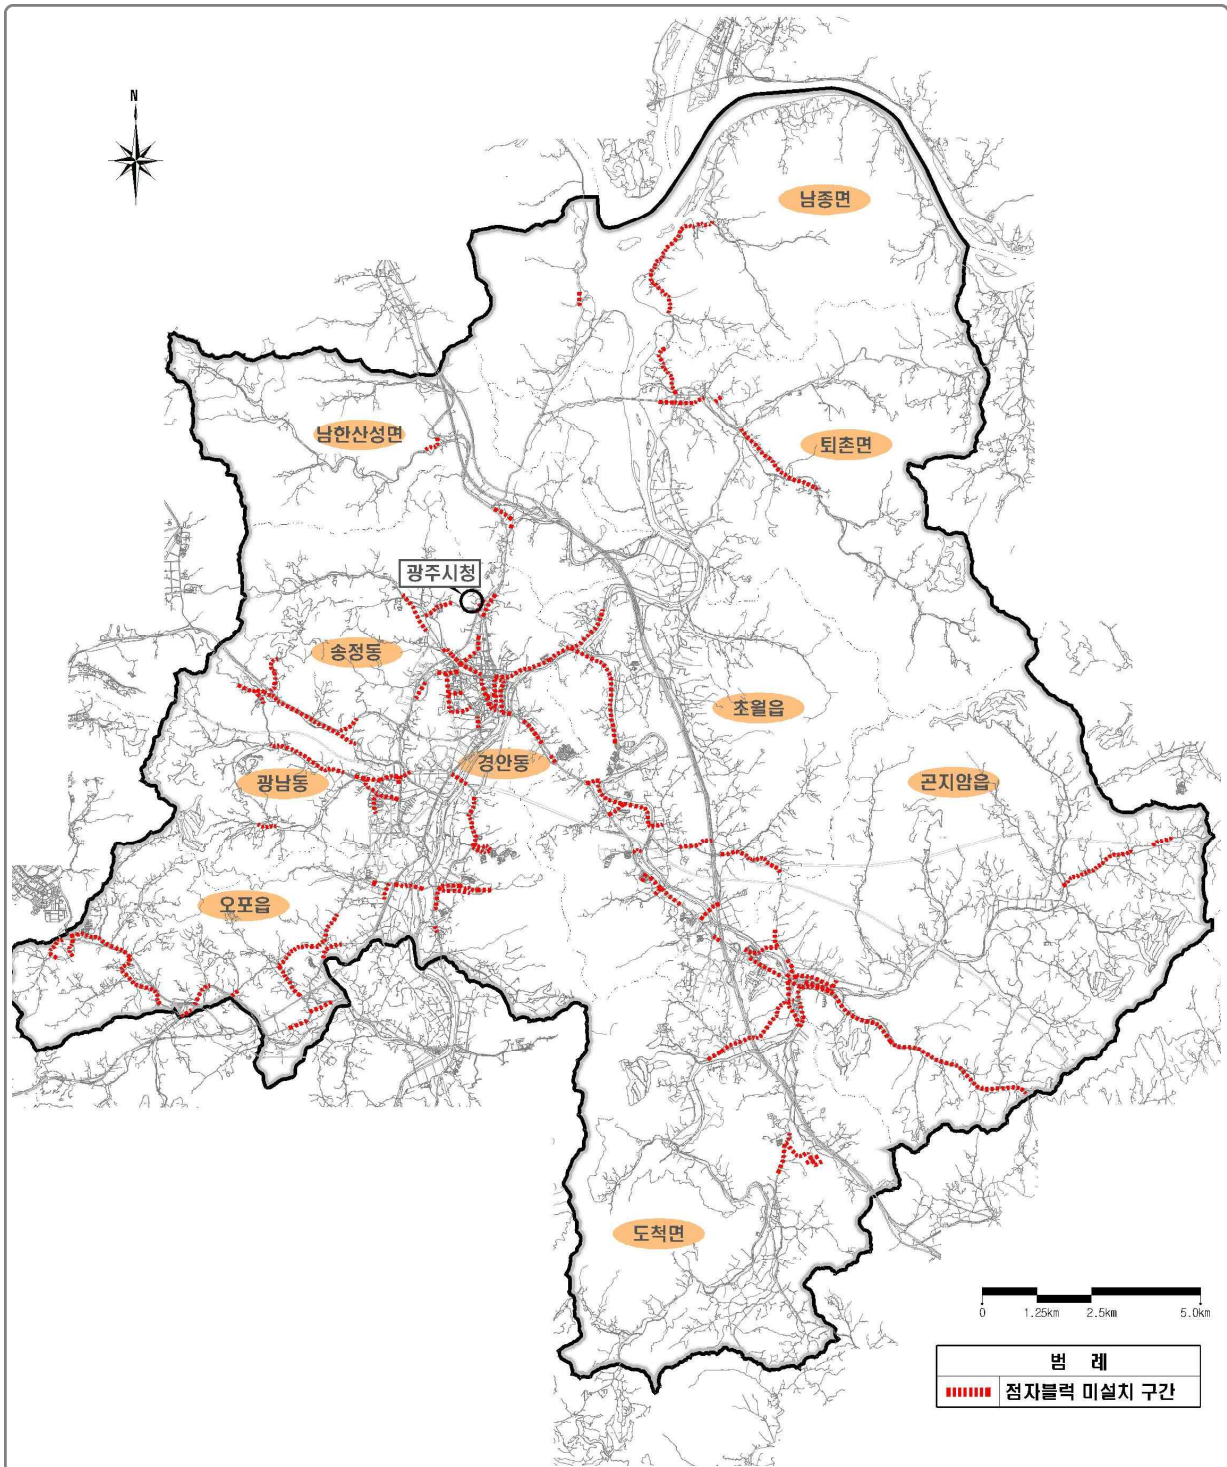 N
남종면
남한산성면
퇴촌면
광주시청
송정동
초월읍
경안동
광남동
곤지암읍
오포읍
도척면
0 1.25km 2.5km 5.0km
범 례
점자블럭 미설치 구간